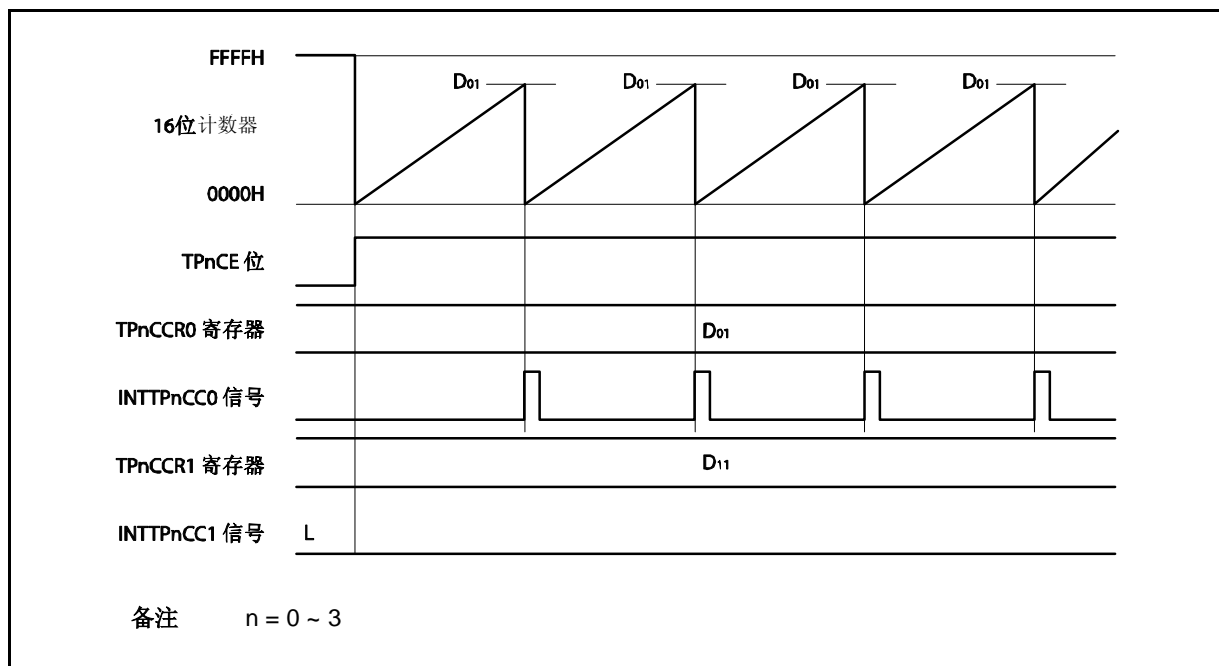 FFFFH
D01 D01 D01 D01
16位计数器
0000H
TPnCE 位
TPnCCR0 寄存器 D01
INTTPnCC0 信号
TPnCCR1 寄存器 D11
INTTPnCC1 信号 L
备注 n = 0 ~ 3